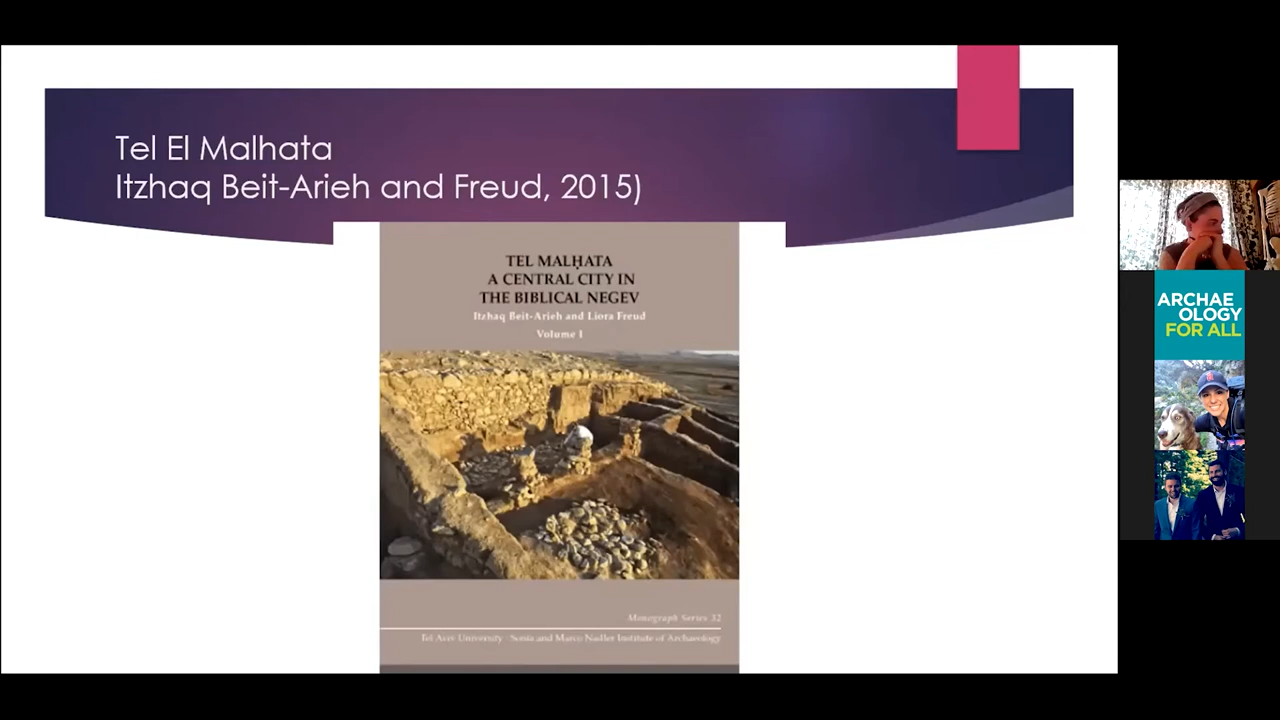 Tel El Malhata
Itzhaq Beit-Arieh and Freud, 2015)
TEL MALḤATA
A CENTRAL CITY IN
THE BIBLICAL NEGEV
Itzhaq Beit-Arieh and Liora Freud
Volume I
Monograph Series 32
Tel Aviv University · Sonia and Marco Nadler Institute of Archaeology
ARCHAE
OLOGY
FOR ALL